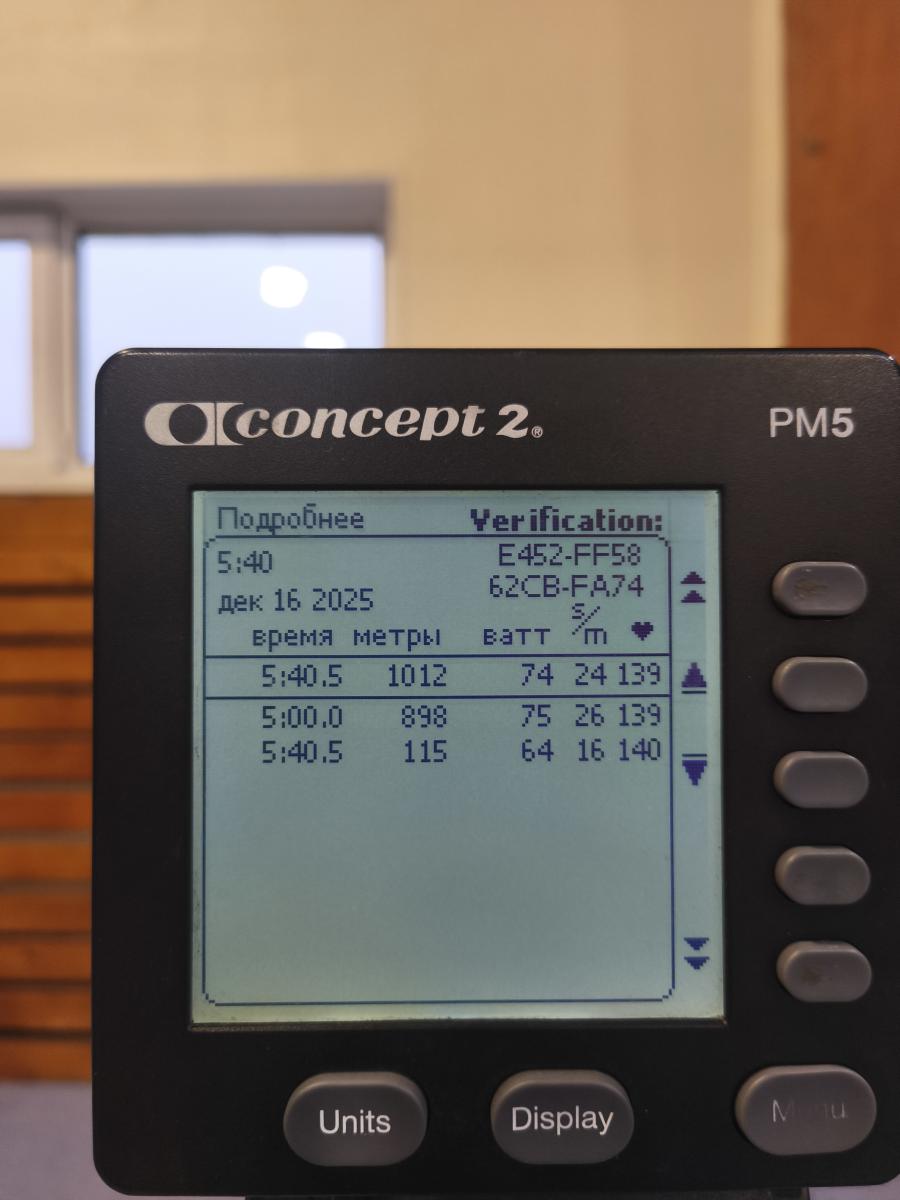 concept 2®
PM5
Подробнее Verification:
5:40 E452-FF58
дек 16 2025 62CB-FA74
время метры ватт s/m ♥
5:40.5 1012 74 24 139
5:00.0 898 75 26 139
5:40.5 115 64 16 140
Units Display Menu